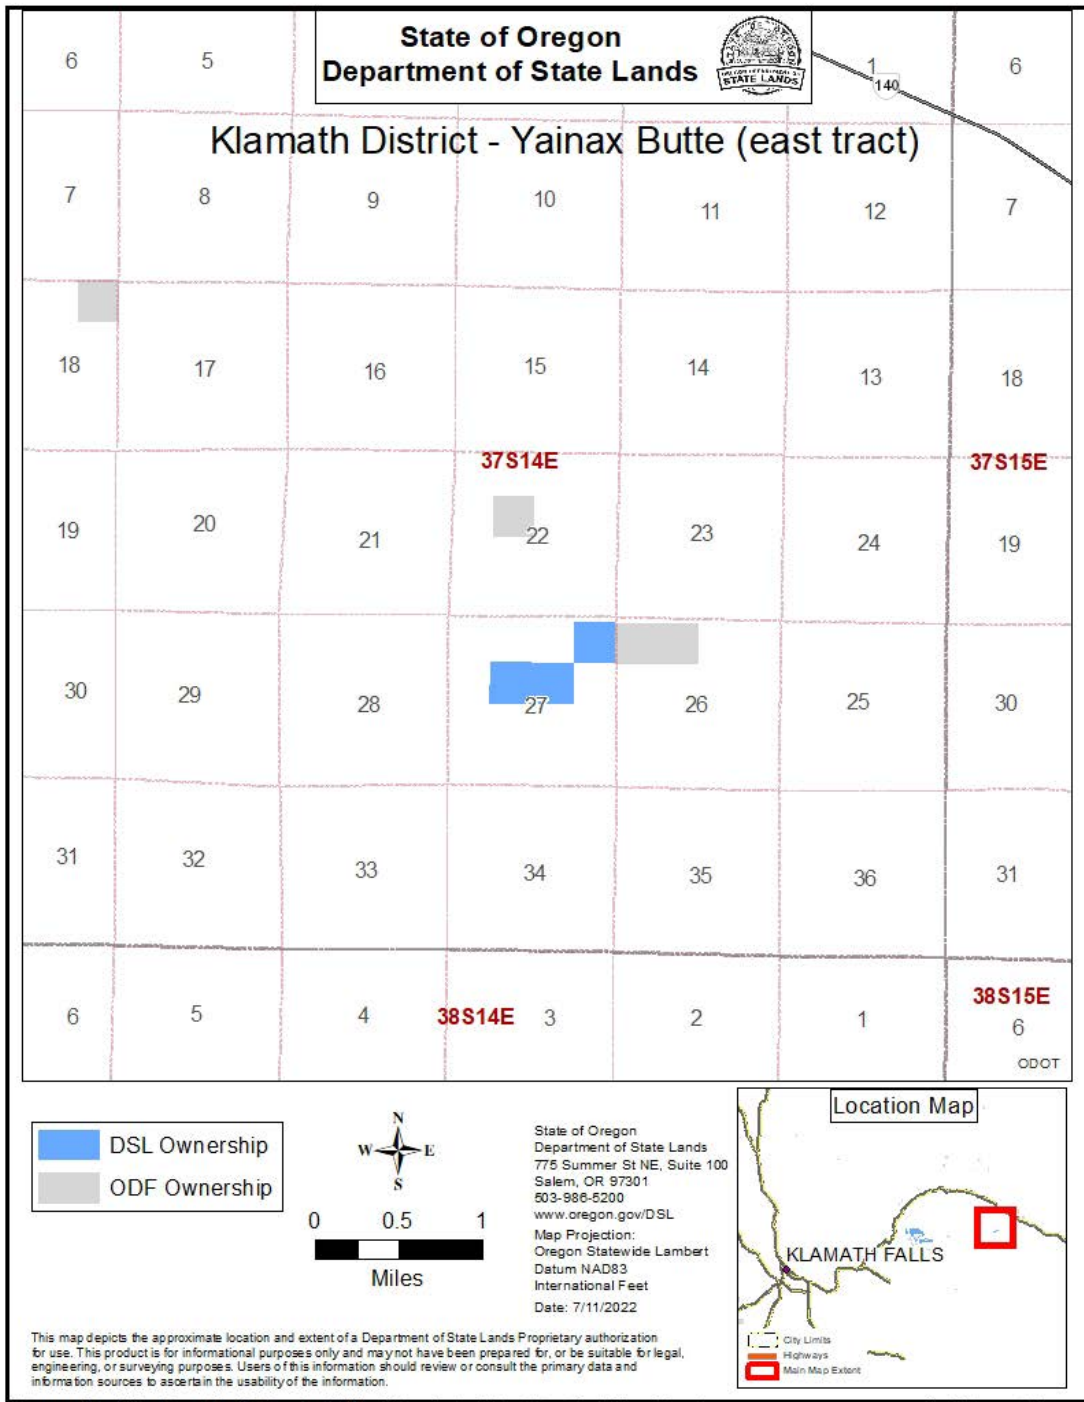 State of Oregon
Department of State Lands
STATE LANDS
6 5 1 6
140
Klamath District - Yainax Butte (east tract)
7 8 9 10 11 12 7
18 17 16 15 14 13 18
37S14E 37S15E
19 20 21 22 23 24 19
30 29 28 27 26 25 30
31 32 33 34 35 36 31
6 5 4 38S14E 3 2 1 38S15E
6
ODOT
DSL Ownership
ODF Ownership
N
W E
S
0 0.5 1
Miles
State of Oregon
Department of State Lands
775 Summer St NE, Suite 100
Salem, OR 97301
503-986-5200
www.oregon.gov/DSL
Map Projection:
Oregon Statewide Lambert
Datum NAD83
International Feet
Date: 7/11/2022
Location Map
KLAMATH FALLS
City Limits
Highways
Main Map Extent
This map depicts the approximate location and extent of a Department of State Lands Proprietary authorization
for use. This product is for informational purposes only and may not have been prepared for, or be suitable for legal,
engineering, or surveying purposes. Users of this information should review or consult the primary data and
information sources to ascertain the usability of the information.